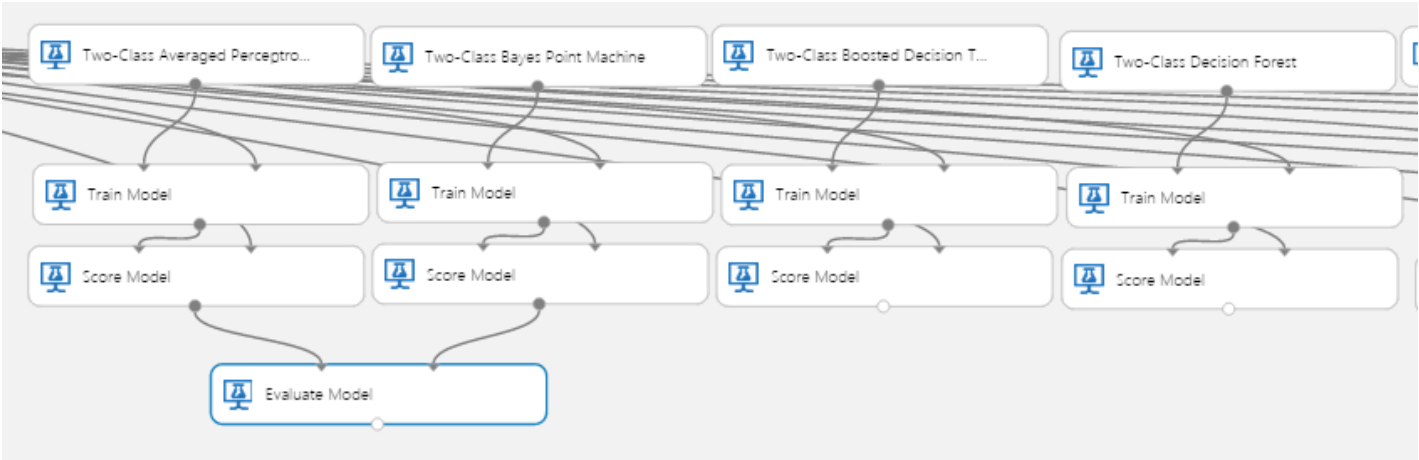 Two-Class Averaged Perceptro...
Two-Class Bayes Point Machine
Two-Class Boosted Decision T...
Two-Class Decision Forest
Train Model
Train Model
Train Model
Train Model
Score Model
Score Model
Score Model
Score Model
Evaluate Model